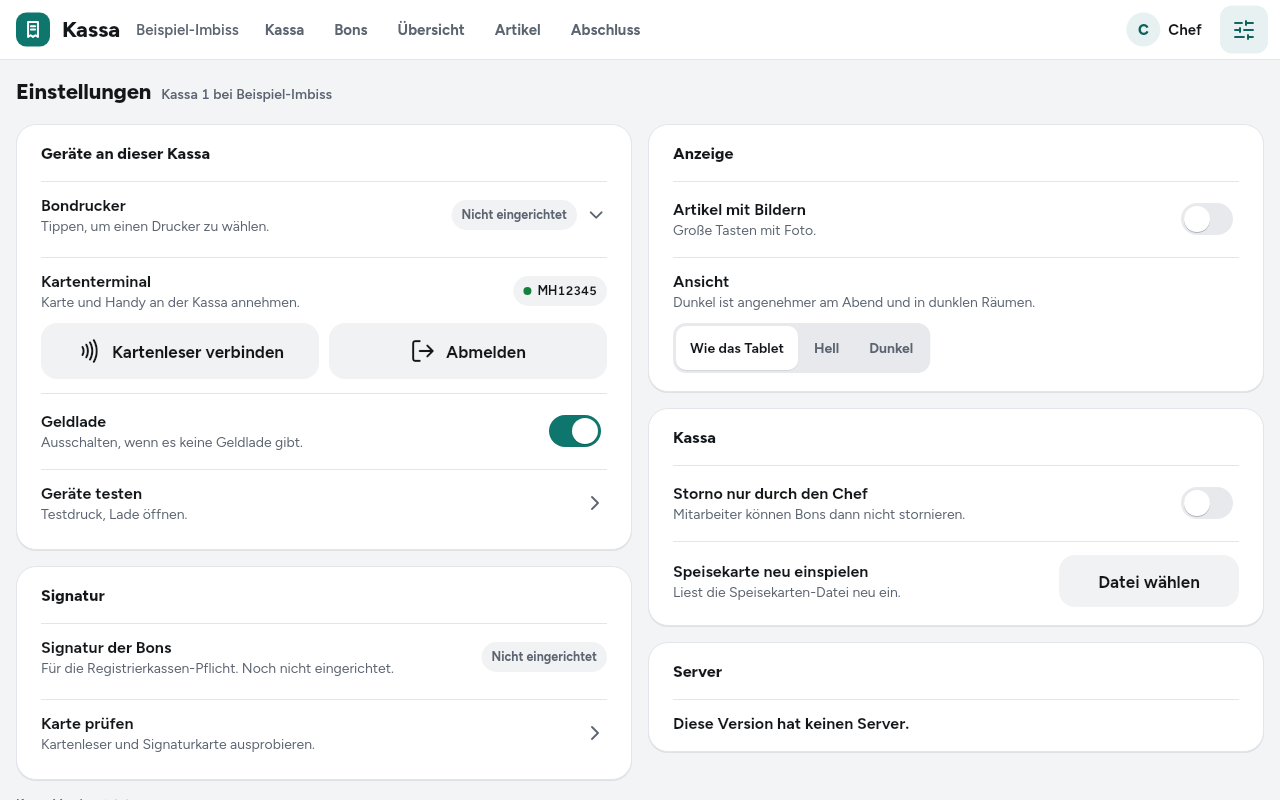 Kassa
Beispiel-Imbiss
Kassa
Bons
Übersicht
Artikel
Abschluss
C
Chef
Einstellungen
Kassa 1 bei Beispiel-Imbiss
Geräte an dieser Kassa
Bondrucker
Tippen, um einen Drucker zu wählen.
Nicht eingerichtet
Kartenterminal
Karte und Handy an der Kassa annehmen.
MH12345
Kartenleser verbinden
Abmelden
Geldlade
Ausschalten, wenn es keine Geldlade gibt.
Geräte testen
Testdruck, Lade öffnen.
Signatur
Signatur der Bons
Für die Registrierkassen-Pflicht. Noch nicht eingerichtet.
Nicht eingerichtet
Karte prüfen
Kartenleser und Signaturkarte ausprobieren.
Anzeige
Artikel mit Bildern
Große Tasten mit Foto.
Ansicht
Dunkel ist angenehmer am Abend und in dunklen Räumen.
Wie das Tablet
Hell
Dunkel
Kassa
Storno nur durch den Chef
Mitarbeiter können Bons dann nicht stornieren.
Speisekarte neu einspielen
Liest die Speisekarten-Datei neu ein.
Datei wählen
Server
Diese Version hat keinen Server.